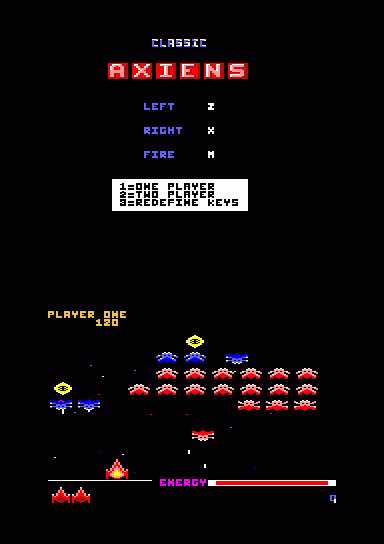 CLASSIC
AXIENS
LEFT Z
RIGHT X
FIRE M
1=ONE PLAYER
2=TWO PLAYER
3=REDEFINE KEYS
PLAYER ONE
120
ENERGY
0